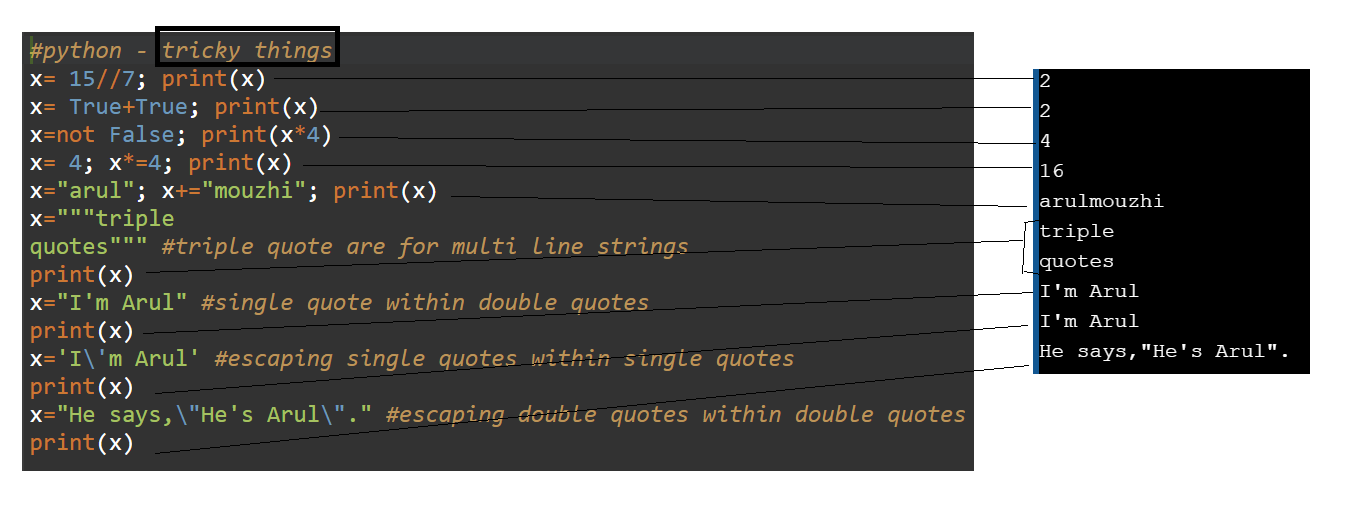 #python - tricky things
x= 15//7; print(x)
x= True+True; print(x)
x=not False; print(x*4)
x= 4; x*=4; print(x)
x="arul"; x+="mouzhi"; print(x)
x="""triple
quotes""" #triple quote are for multi line strings
print(x)
x="I'm Arul" #single quote within double quotes
print(x)
x='I\'m Arul' #escaping single quotes within single quotes
print(x)
x="He says,\"He's Arul\"." #escaping double quotes within double quotes
print(x)
2
2
4
16
arulmouzhi
triple
quotes
I'm Arul
I'm Arul
He says,"He's Arul".